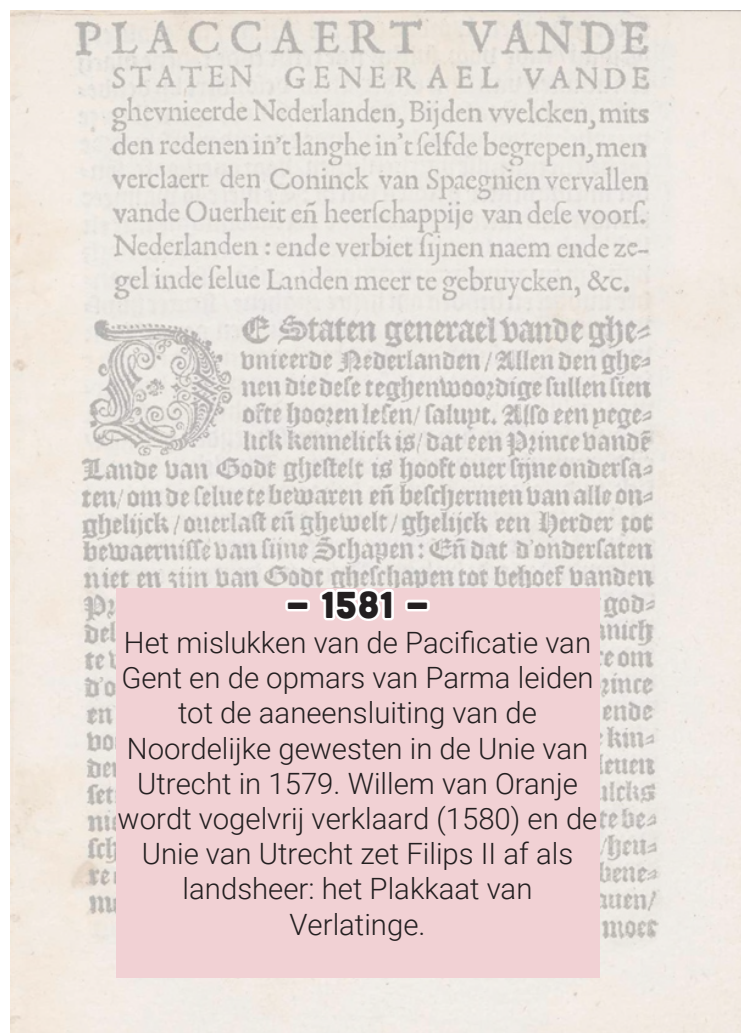 PLACCAERT VANDE
STATEN GENERAEL VANDE
ghevnieerde Nederlanden, Bijden vvelcken, mits
den redenen in't langhe in't selfde begrepen, men
verclaert den Coninck van Spaegnien vervallen
vande Ouerheit eñ heerschappije van dese voors.
Nederlanden: ende verbiet sijnen naem ende ze-
gel inde selue Landen meer te gebruycken, &c.
DE Staten generael vande ghe-
vnieerde Nederlanden / Allen den ghe-
nen die dese teghenwoordige sullen sien
ofte hooren lesen / saluyt. Also een yege-
lick kennelick is / dat een Prince vandē
Lande van Godt ghestelt is hooft ouer sijne ondersa-
ten / om de selue te bewaren eñ beschermen van alle on-
ghelijck / ouerlast eñ ghewelt / ghelijck een Herder tot
bewaernisse van sijne Schapen: Eñ dat d'ondersaten
niet en zijn van Godt gheschapen tot behoef vanden
– 1581 –
Het mislukken van de Pacificatie van
Gent en de opmars van Parma leiden
tot de aaneensluiting van de
Noordelijke gewesten in de Unie van
Utrecht in 1579. Willem van Oranje
wordt vogelvrij verklaard (1580) en de
Unie van Utrecht zet Filips II af als
landsheer: het Plakkaat van
Verlatinge.